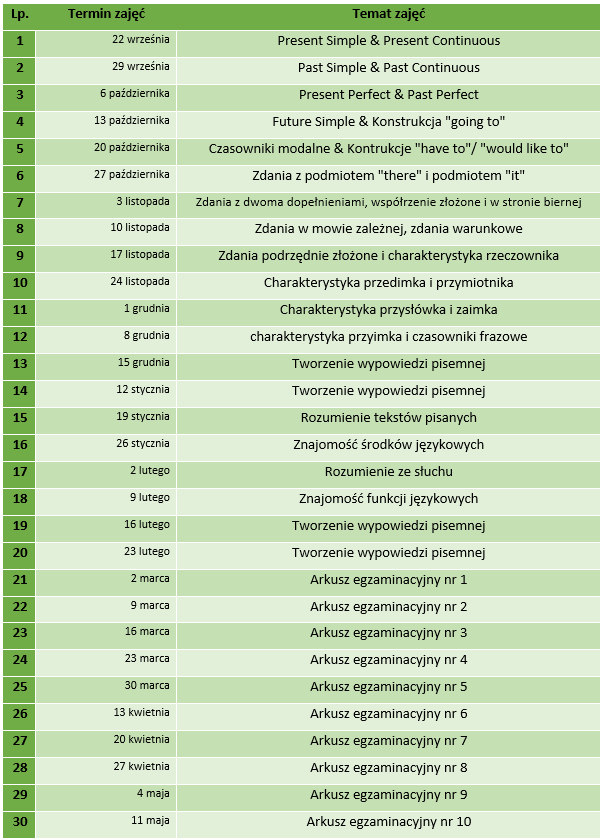 Lp. Termin zajęć Temat zajęć
1 22 września Present Simple & Present Continuous
2 29 września Past Simple & Past Continuous
3 6 października Present Perfect & Past Perfect
4 13 października Future Simple & Konstrukcja "going to"
5 20 października Czasowniki modalne & Kontrukcje "have to"/ "would like to"
6 27 października Zdania z podmiotem "there" i podmiotem "it"
7 3 listopada Zdania z dwoma dopełnieniami, współrzenie złożone i w stronie biernej
8 10 listopada Zdania w mowie zależnej, zdania warunkowe
9 17 listopada Zdania podrzędnie złożone i charakterystyka rzeczownika
10 24 listopada Charakterystyka przedimka i przymiotnika
11 1 grudnia Charakterystyka przysłówka i zaimka
12 8 grudnia charakterystyka przyimka i czasowniki frazowe
13 15 grudnia Tworzenie wypowiedzi pisemnej
14 12 stycznia Tworzenie wypowiedzi pisemnej
15 19 stycznia Rozumienie tekstów pisanych
16 26 stycznia Znajomość środków językowych
17 2 lutego Rozumienie ze słuchu
18 9 lutego Znajomość funkcji językowych
19 16 lutego Tworzenie wypowiedzi pisemnej
20 23 lutego Tworzenie wypowiedzi pisemnej
21 2 marca Arkusz egzaminacyjny nr 1
22 9 marca Arkusz egzaminacyjny nr 2
23 16 marca Arkusz egzaminacyjny nr 3
24 23 marca Arkusz egzaminacyjny nr 4
25 30 marca Arkusz egzaminacyjny nr 5
26 13 kwietnia Arkusz egzaminacyjny nr 6
27 20 kwietnia Arkusz egzaminacyjny nr 7
28 27 kwietnia Arkusz egzaminacyjny nr 8
29 4 maja Arkusz egzaminacyjny nr 9
30 11 maja Arkusz egzaminacyjny nr 10